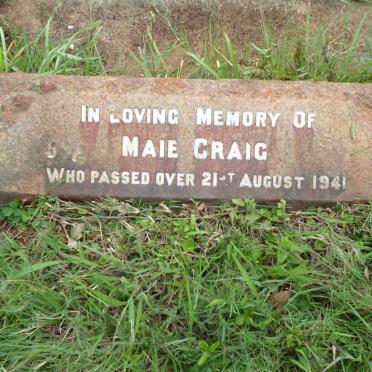 In Loving Memory Of
Maie Craig
Who passed over 21st August 1941